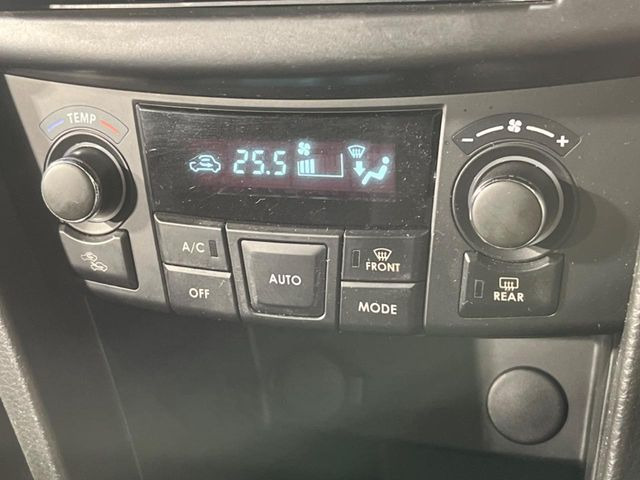 TEMP
25.5
- +
A/C
AUTO
FRONT
OFF
MODE
REAR